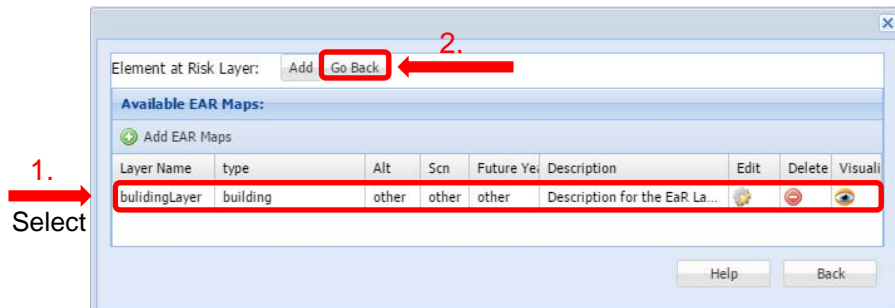 2.
Element at Risk Layer: Add Go Back
Available EAR Maps:
Add EAR Maps
1.
Layer Name type Alt Scn Future Yea Description Edit Delete Visuali
bulidingLayer building other other other Description for the EaR La...
Select
Help Back